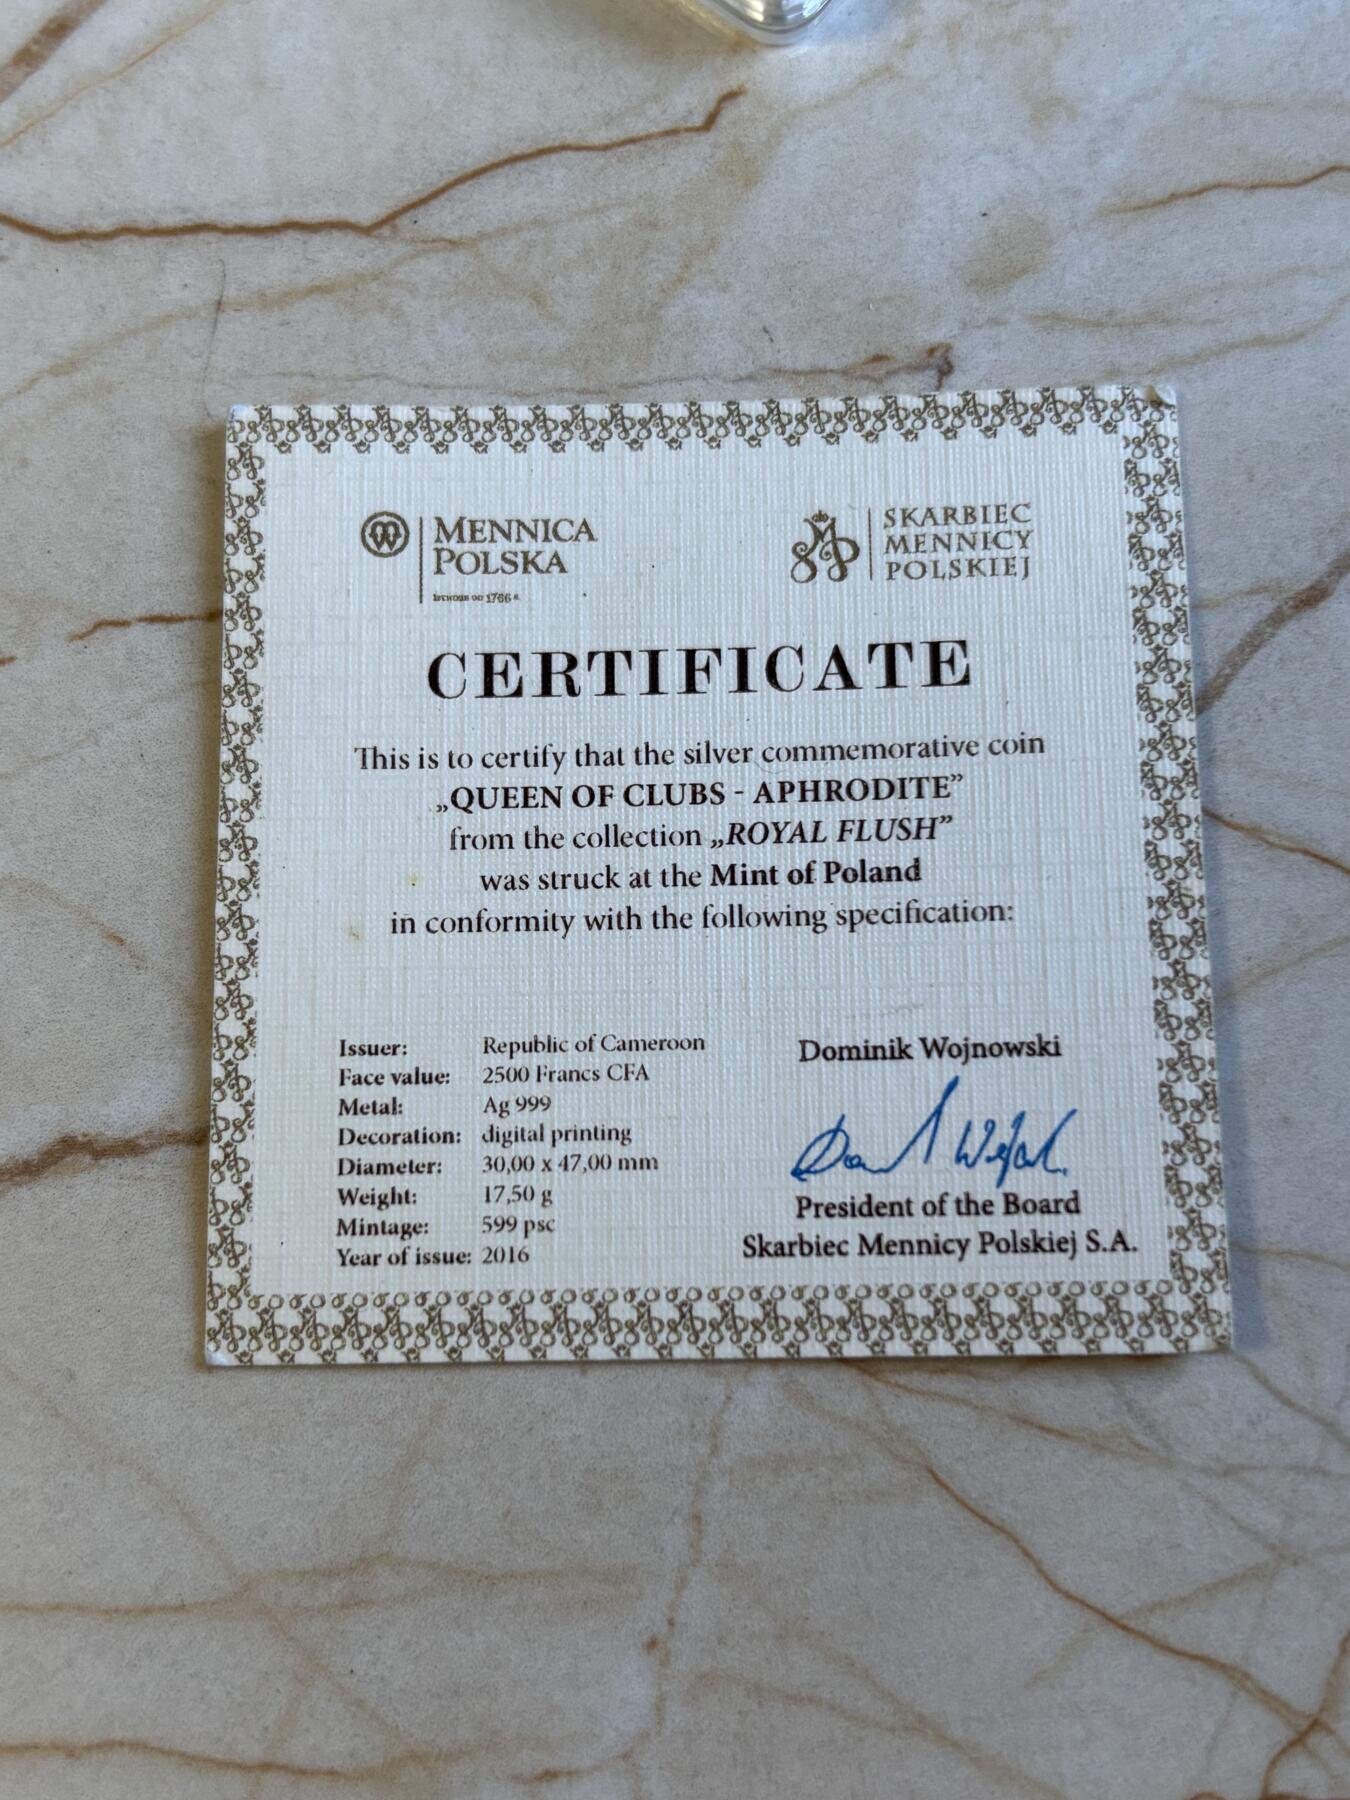 MENNICA
POLSKA
ZAŁOŻONA OD 1766 R.
SKARBIEC
MENNICY
POLSKIEJ
CERTIFICATE
This is to certify that the silver commemorative coin
„QUEEN OF CLUBS - APHRODITE”
from the collection „ROYAL FLUSH”
was struck at the Mint of Poland
in conformity with the following specification:
Issuer: Republic of Cameroon
Face value: 2500 Francs CFA
Metal: Ag 999
Decoration: digital printing
Diameter: 30,00 x 47,00 mm
Weight: 17,50 g
Mintage: 599 psc
Year of issue: 2016
Dominik Wojnowski
President of the Board
Skarbiec Mennicy Polskiej S.A.